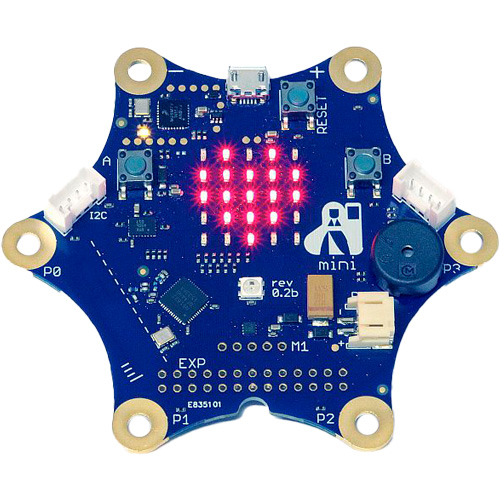 − +
RESET
A
B
I2C
mini
P0
P3
rev
0.2b
M1
EXP
E835101
P1
P2